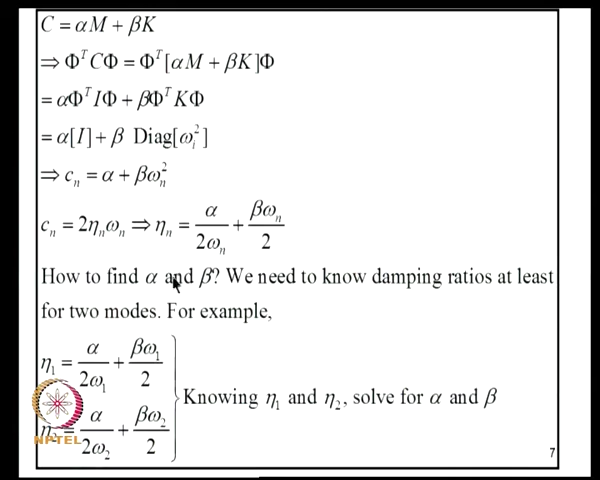 C = αM + βK
⇒ Φ^T CΦ = Φ^T [αM + βK]Φ
= αΦ^T IΦ + βΦ^T KΦ
= α[I] + β Diag[ω_i^2]
⇒ c_n = α + βω_n^2
c_n = 2η_nω_n ⇒ η_n = α/2ω_n + βω_n/2
How to find α and β? We need to know damping ratios at least
for two modes. For example,
η_1 = α/2ω_1 + βω_1/2
η_2 = α/2ω_2 + βω_2/2
} Knowing η_1 and η_2, solve for α and β
NPTEL
7